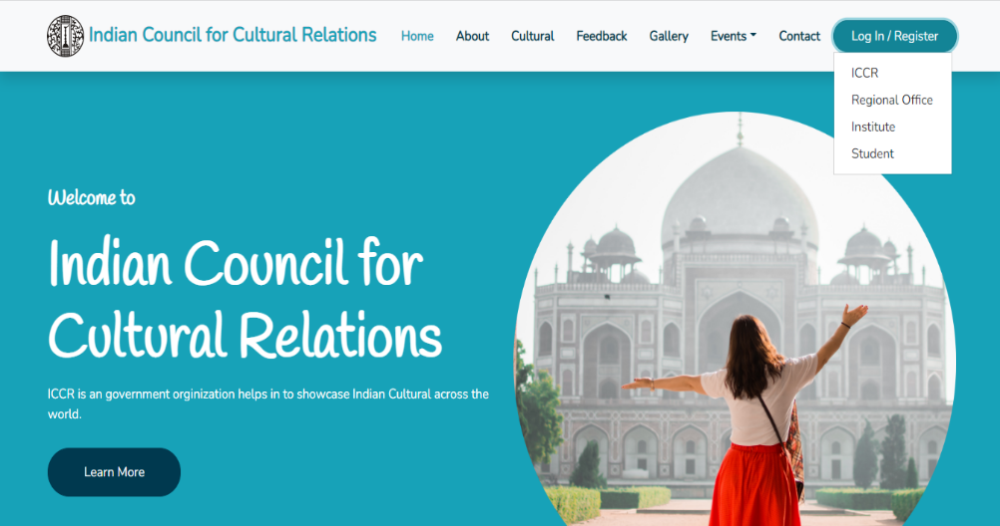 Indian Council for Cultural Relations
Home About Cultural Feedback Gallery Events Contact Log In / Register
ICCR
Regional Office
Institute
Student
Welcome to
Indian Council for
Cultural Relations
ICCR is an government orginization helps in to showcase Indian Cultural across the
world.
Learn More